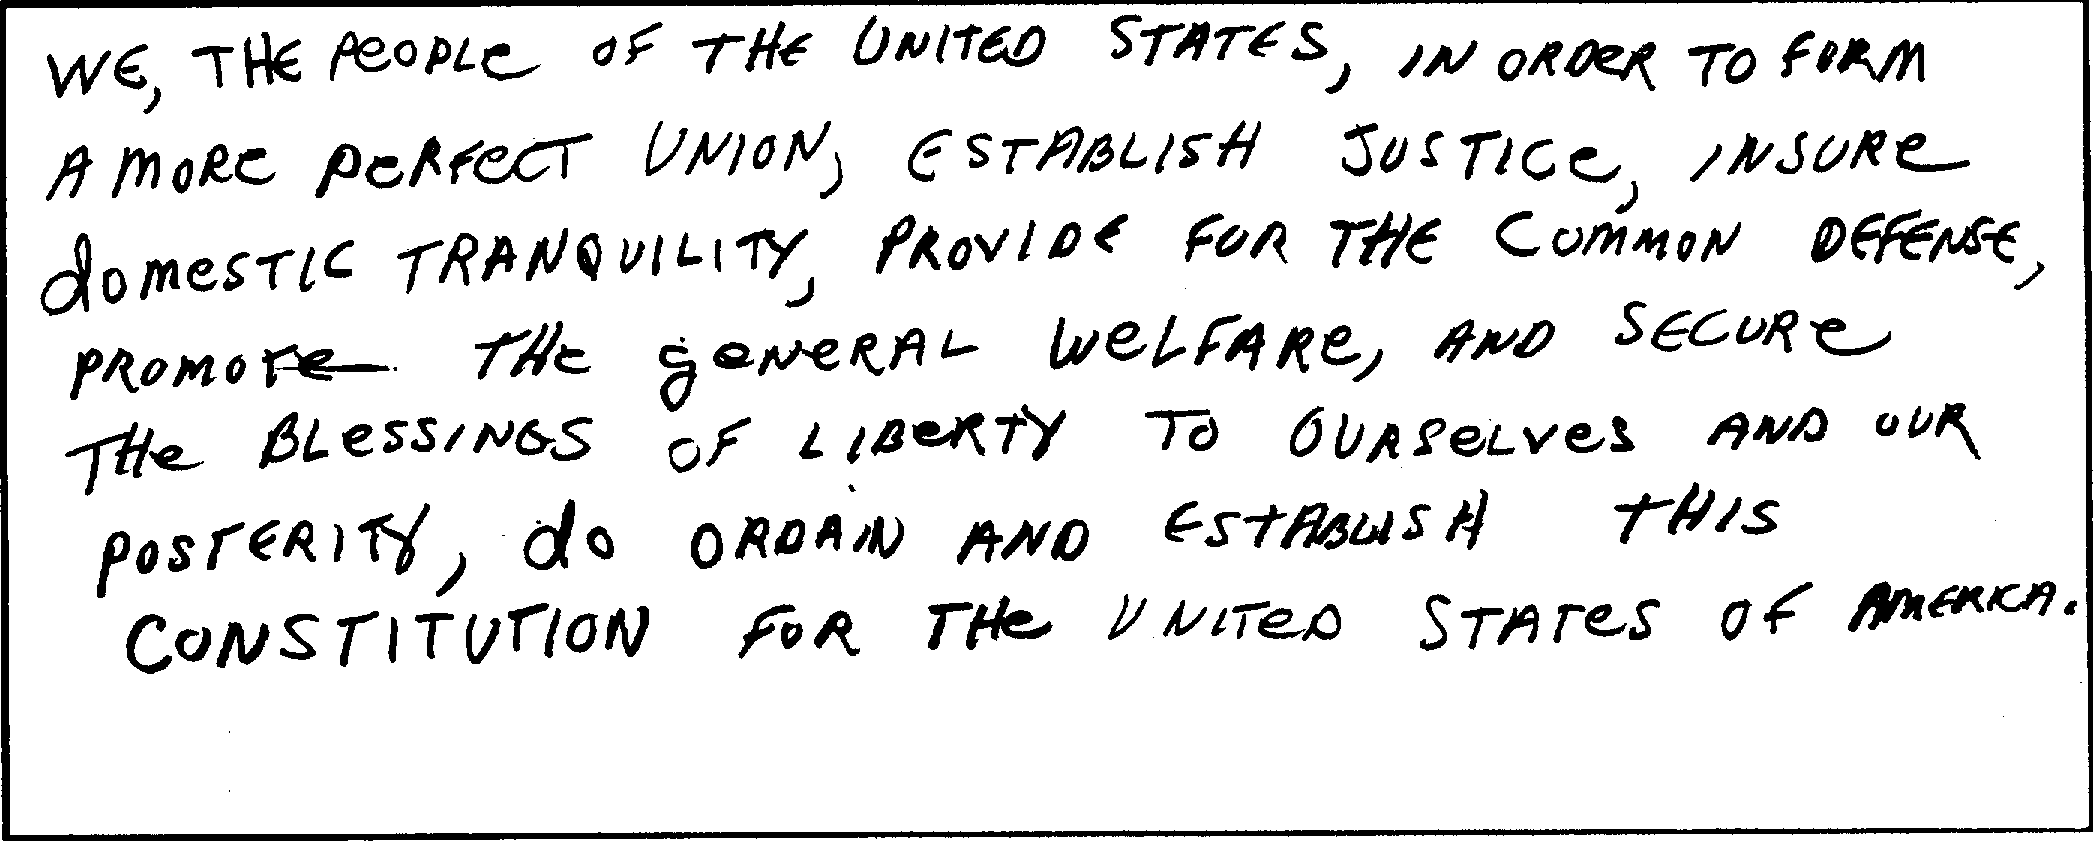 WE, THE PEOPLE OF THE UNITED STATES, IN ORDER TO FORM
A MORE PERFECT UNION, ESTABLISH JUSTICE, INSURE
DOMESTIC TRANQUILITY, PROVIDE FOR THE COMMON DEFENSE,
PROMOTE THE GENERAL WELFARE, AND SECURE
THE BLESSINGS OF LIBERTY TO OURSELVES AND OUR
POSTERITY, DO ORDAIN AND ESTABLISH THIS
CONSTITUTION FOR THE UNITED STATES OF AMERICA.